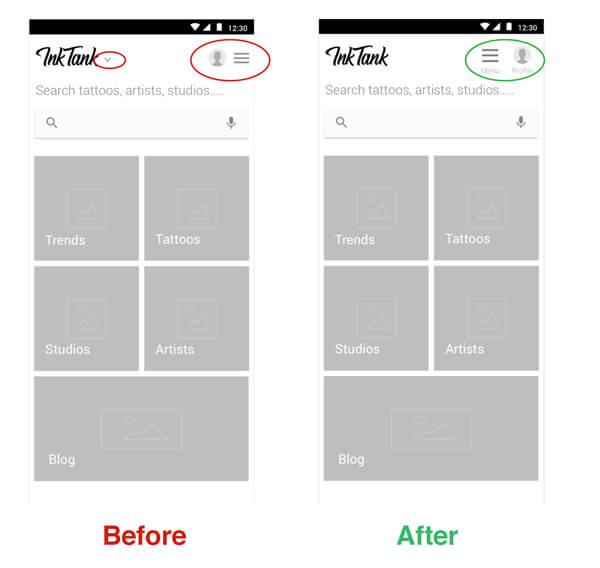 12:30
InkTank
Search tattoos, artists, studios.....
Trends
Tattoos
Studios
Artists
Blog
Before
12:30
InkTank
Menu
Profile
Search tattoos, artists, studios.....
Trends
Tattoos
Studios
Artists
Blog
After